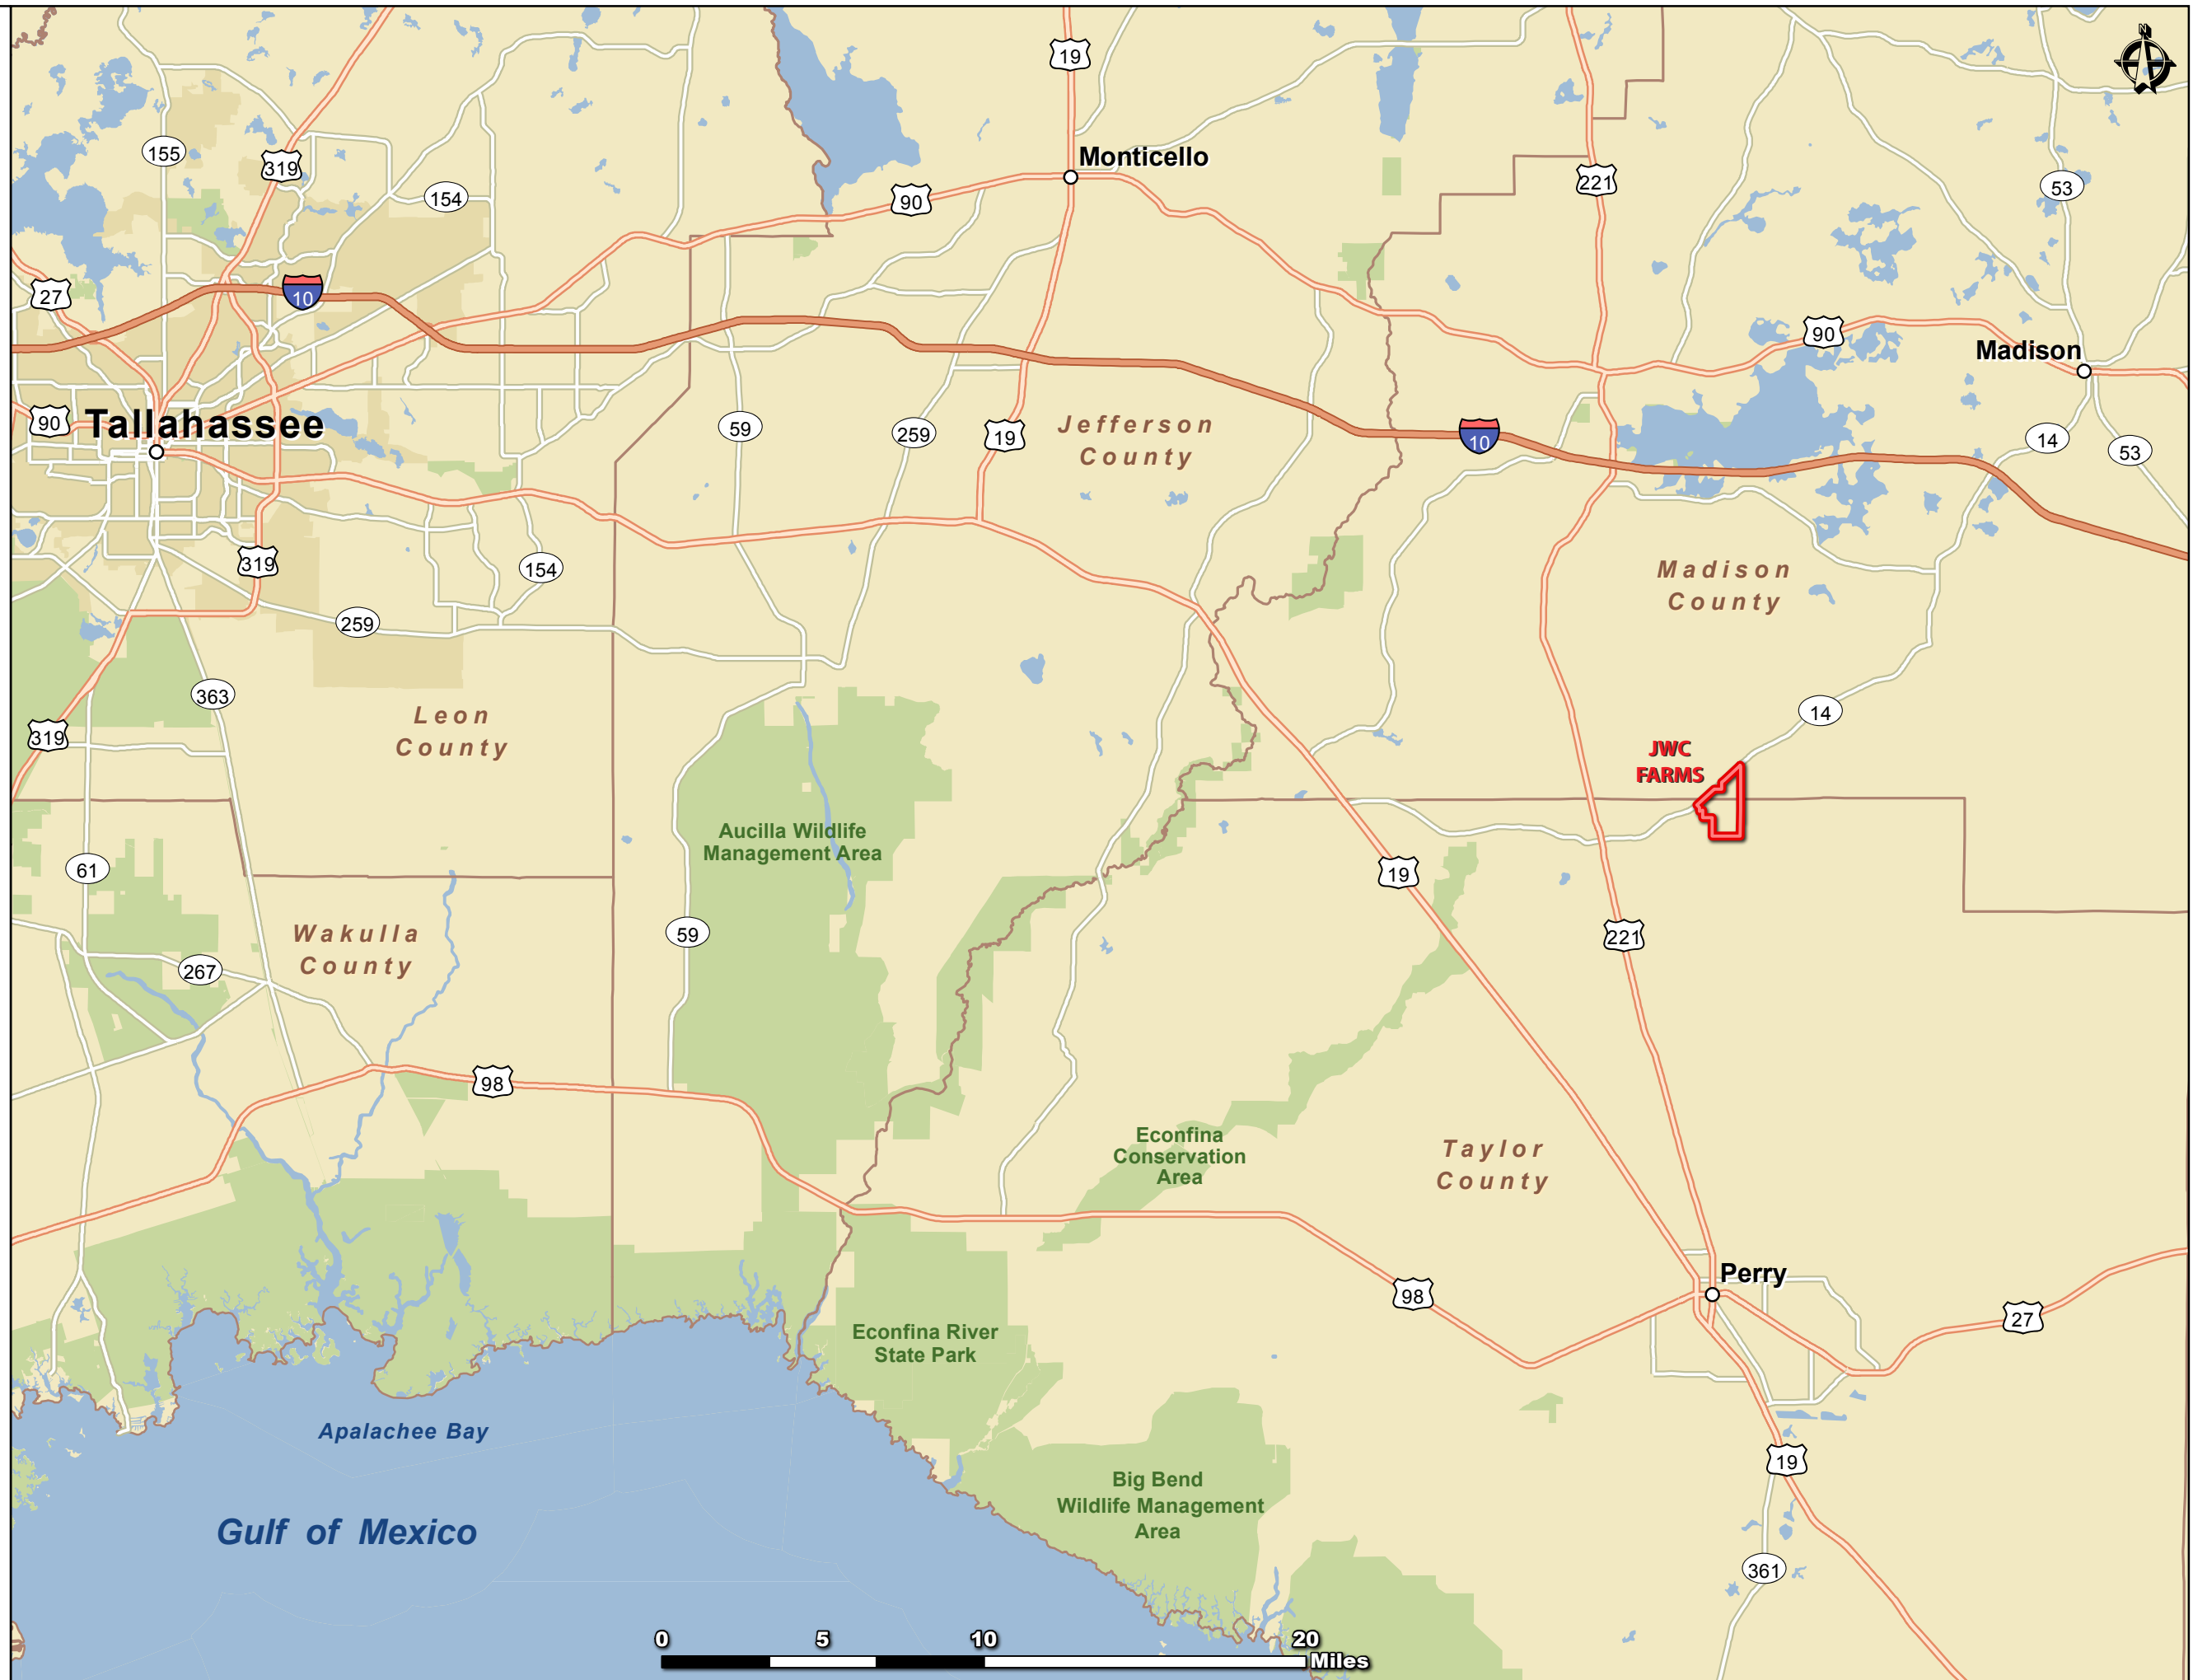 N
19
155
319
Monticello
154
221
53
90
27
10
90
Madison
90
Tallahassee
59
259
19
Jefferson
County
10
14
53
319
154
Madison
County
259
363
Leon
County
319
14
JWC
FARMS
Aucilla Wildlife
Management Area
61
19
Wakulla
County
59
221
267
98
Econfina
Conservation
Area
Taylor
County
Perry
98
27
Econfina River
State Park
Apalachee Bay
19
Big Bend
Wildlife Management
Area
Gulf of Mexico
361
0 5 10 20
Miles